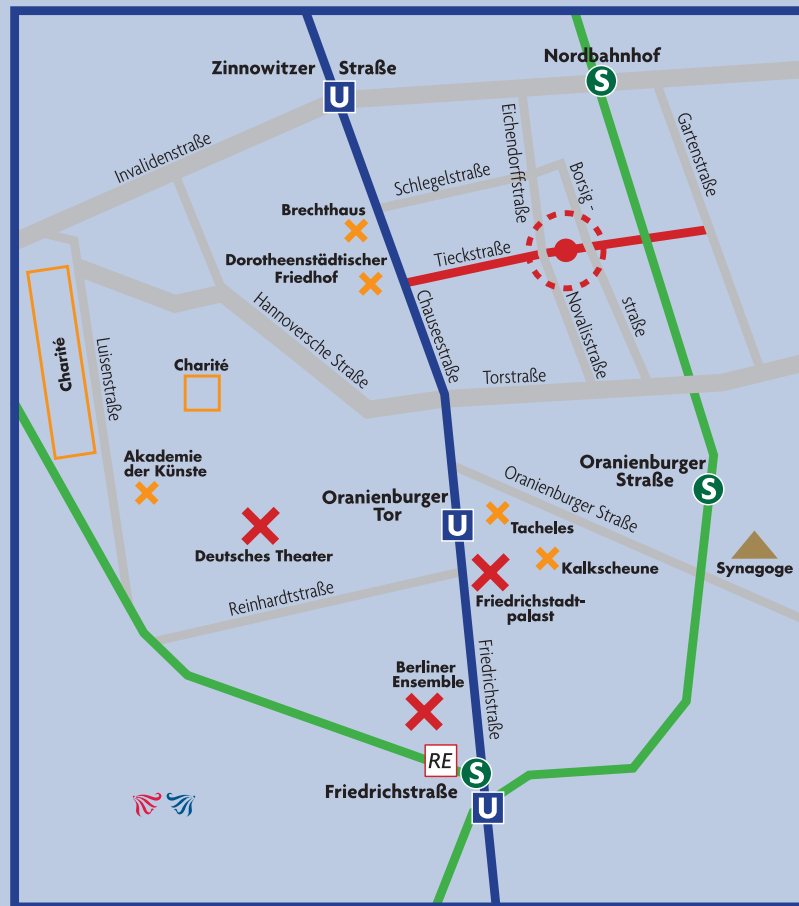 Nordbahnhof
S
Zinnowitzer Straße
U
Invalidenstraße
Eichendorffstraße
Gartenstraße
Schlegelstraße
Borsig -
straße
Brechthaus
Dorotheenstädtischer
Friedhof
Tieckstraße
Novalisstraße
Hannoversche Straße
Chausseestraße
Charité
Luisenstraße
Charité
Torstraße
Akademie
der Künste
Oranienburger
Tor
U
Oranienburger Straße
Oranienburger
Straße
S
Tacheles
Deutsches Theater
Kalkscheune
Synagoge
Reinhardtstraße
Friedrichstadt-
palast
Friedrichstraße
Berliner
Ensemble
RE
S
Friedrichstraße
U